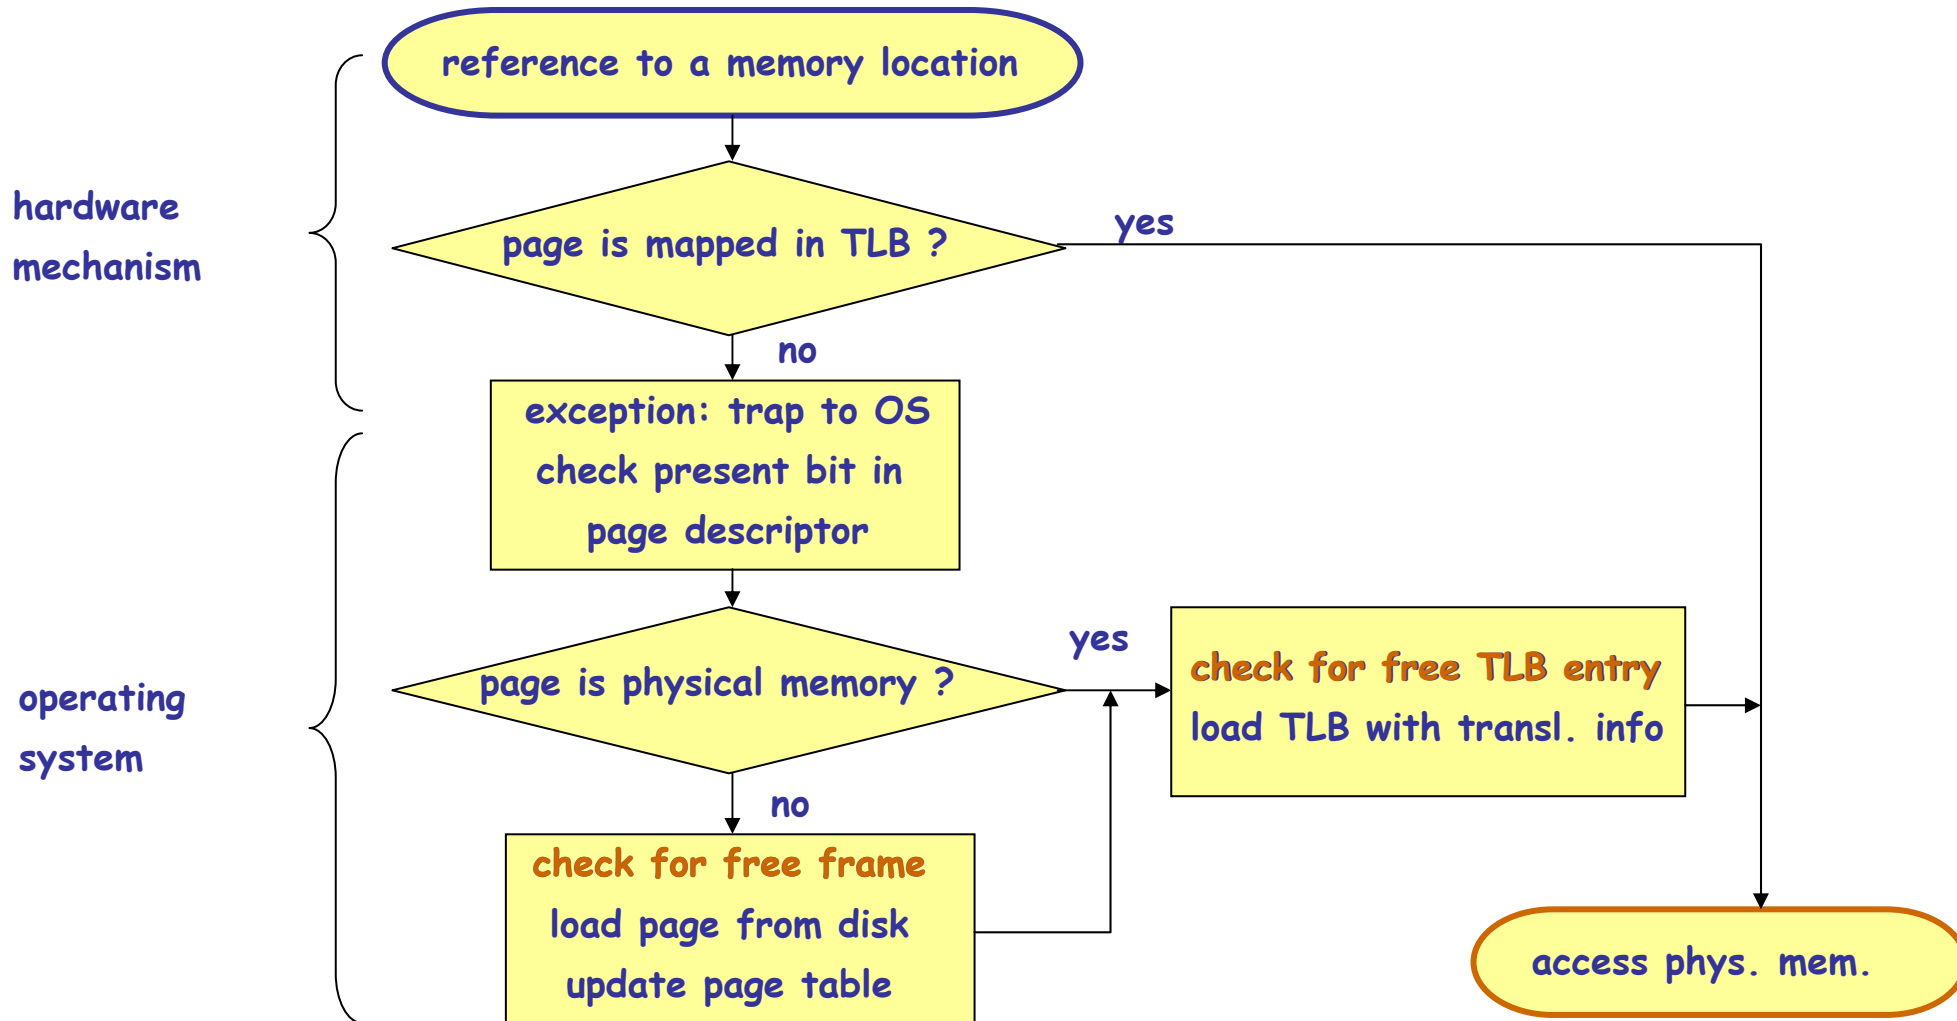 reference to a memory location
hardware
mechanism
page is mapped in TLB ?
yes
no
exception: trap to OS
check present bit in
page descriptor
operating
system
page is physical memory ?
yes
check for free TLB entry
load TLB with transl. info
no
check for free frame
load page from disk
update page table
access phys. mem.